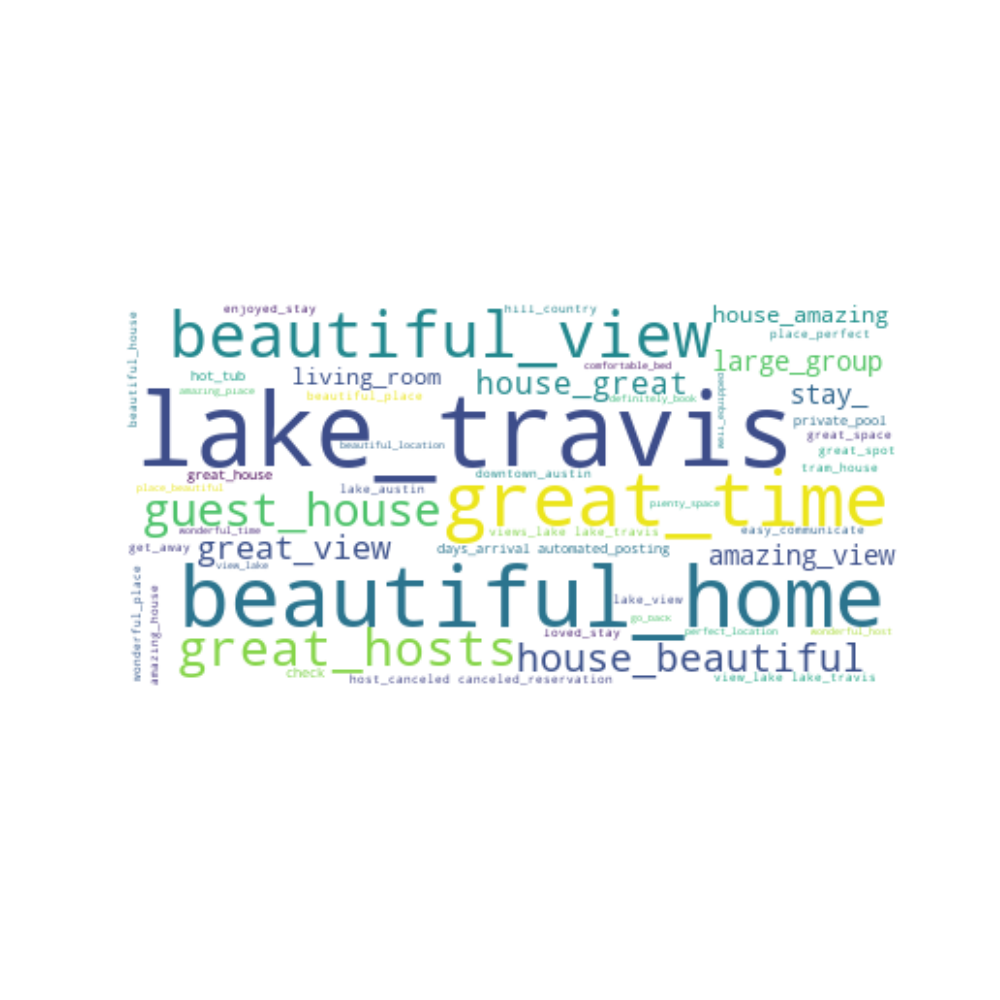 enjoyed_stay
hill_country
beautiful_view
house_amazing
place_perfect
beautiful_house
large_group
comfortable_bed
hot_tub
living_room
house_great
amazing_place
beautiful_place
definitely_book
stay_
private_pool
lake_travis
great_space
beautiful_location
great_spot
tram_house
great_house
downtown_austin
place_beautiful
lake_austin
great_time
guest_house
plenty_space
wonderful_time
views_lake lake_travis
easy_communicate
get_away
great_view
days_arrival automated_posting
amazing_view
view_lake
beautiful_home
wonderful_place
amazing_house
lake_view
go_back
loved_stay
perfect_location
wonderful_host
great_hosts
house_beautiful
check
host_canceled canceled_reservation
view_lake lake_travis